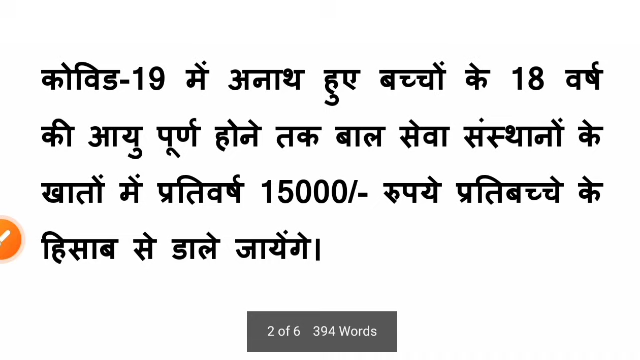 कोविड-19 में अनाथ हुए बच्चों के 18 वर्ष
की आयु पूर्ण होने तक बाल सेवा संस्थानों के
खातों में प्रतिवर्ष 15000/- रुपये प्रतिबच्चे के
हिसाब से डाले जायेंगे।
2 of 6 394 Words